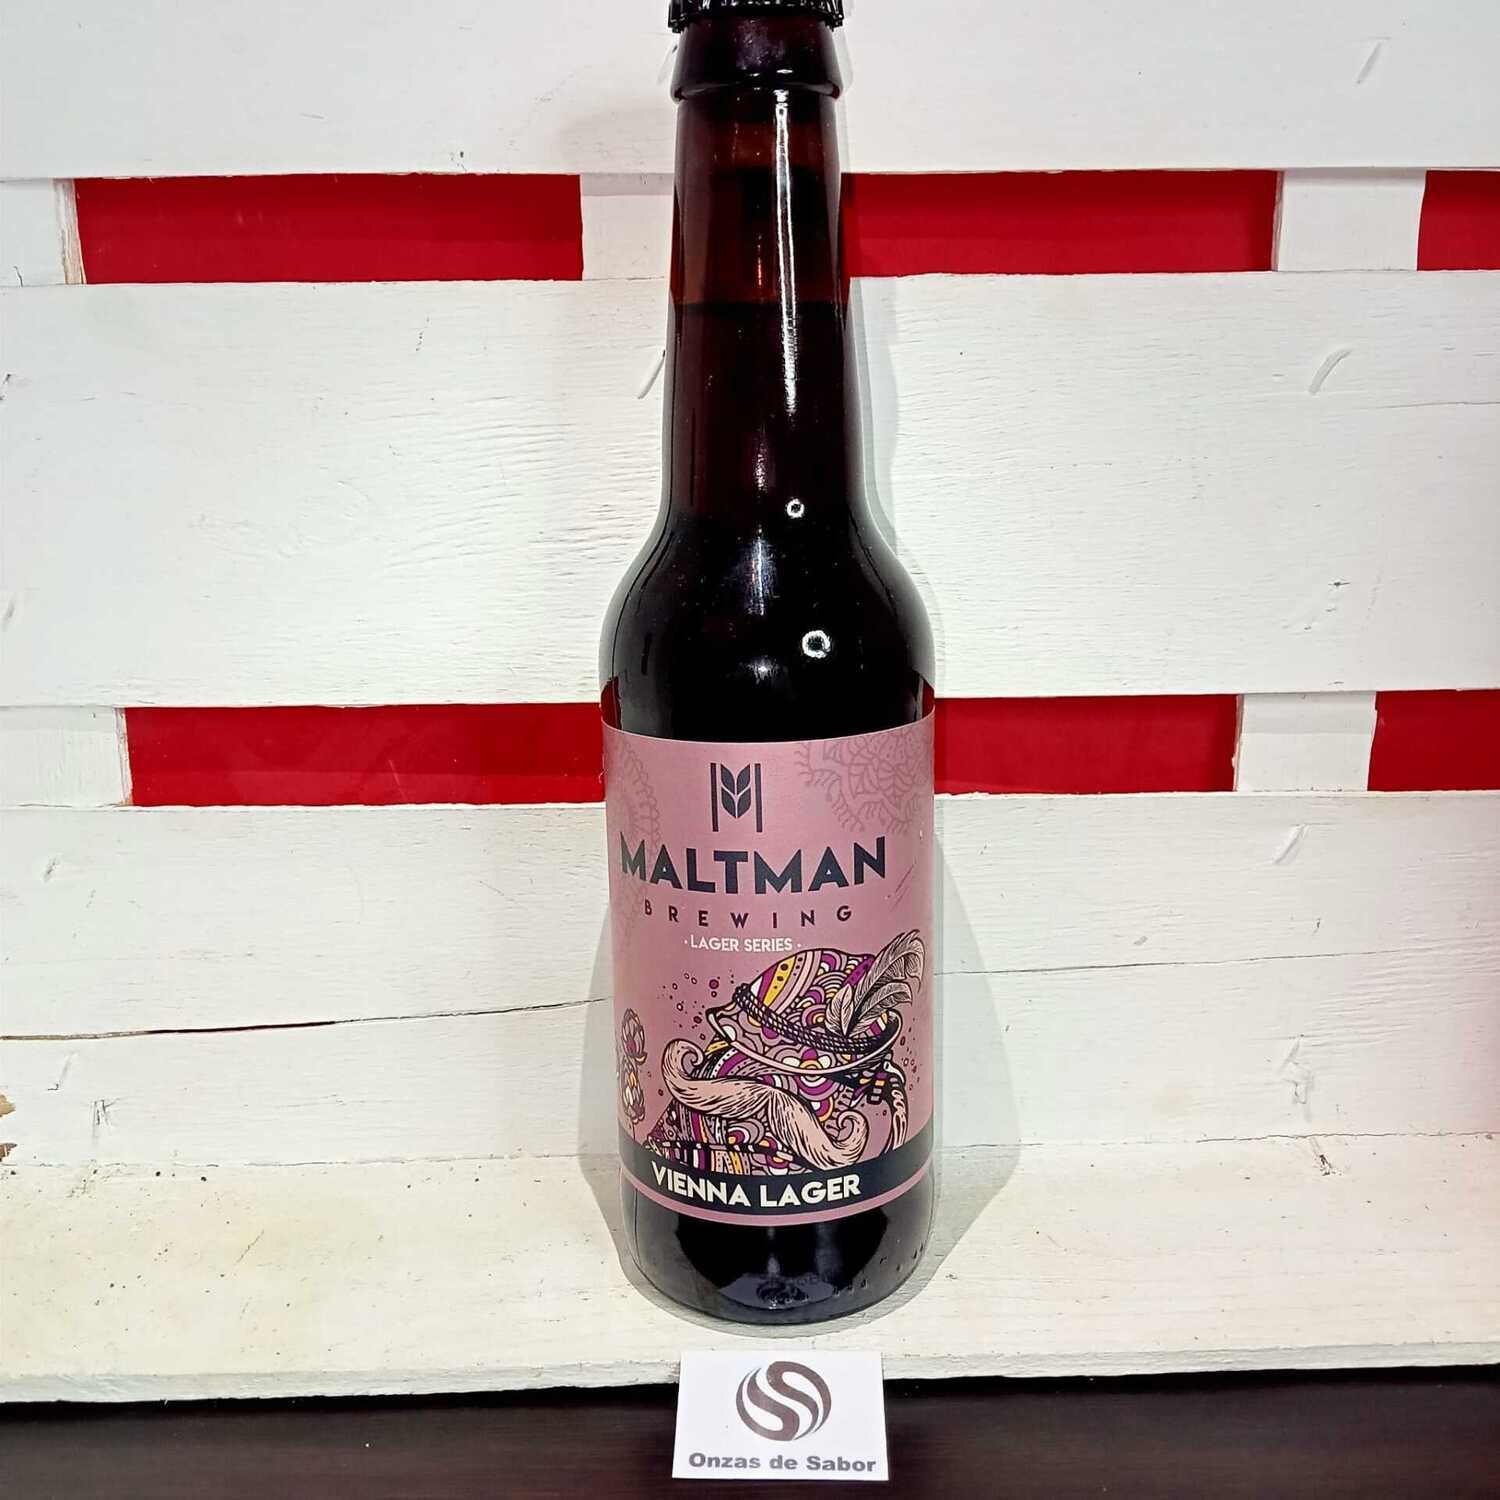 MALTMAN
BREWING
· LAGER SERIES ·
VIENNA LAGER
Onzas de Sabor